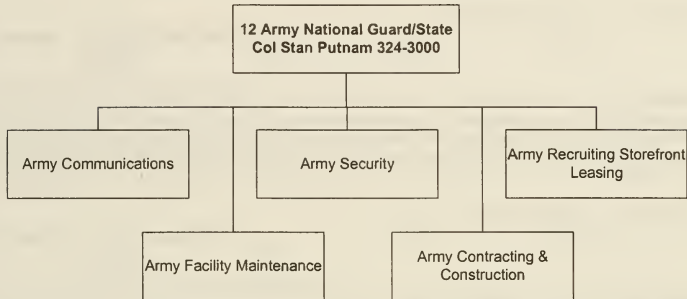 12 Army National Guard/State
Col Stan Putnam 324-3000
Army Communications
Army Security
Army Recruiting Storefront
Leasing
Army Facility Maintenance
Army Contracting &
Construction